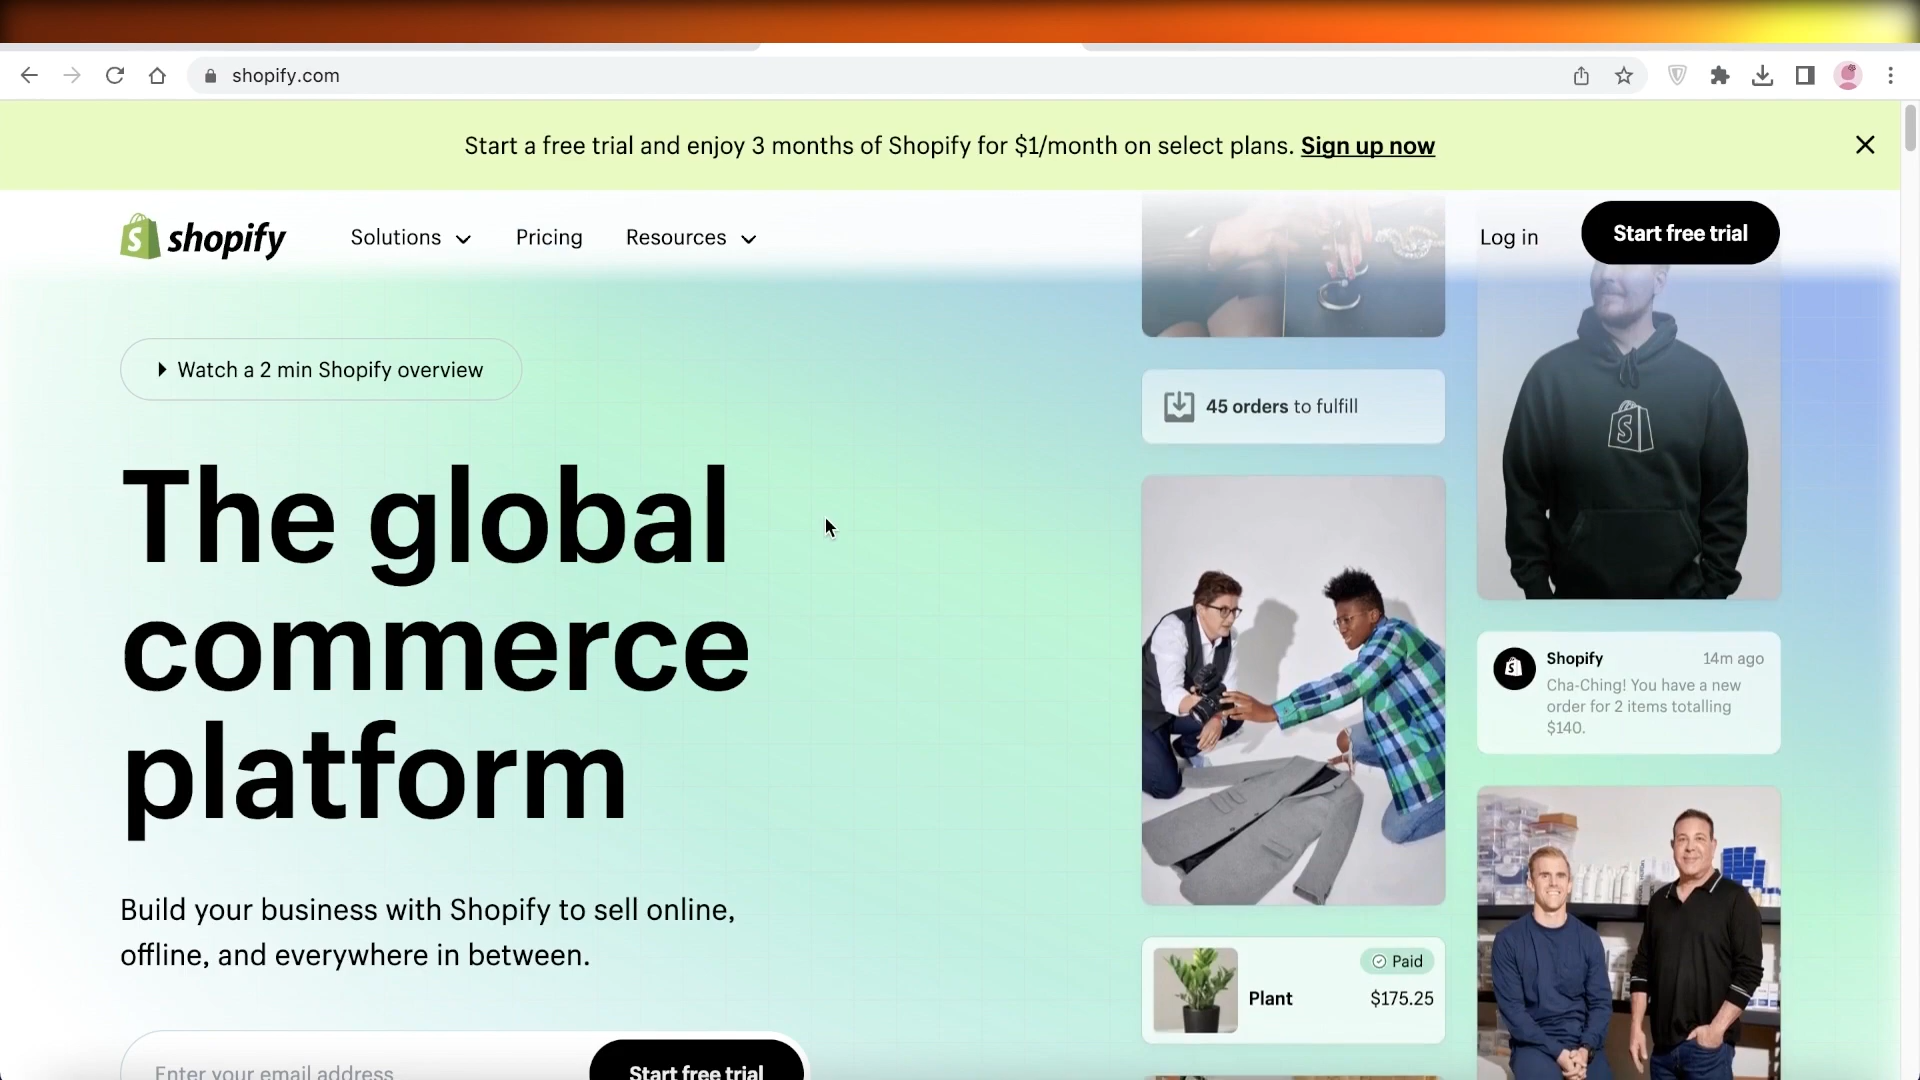 shopify.com
Start a free trial and enjoy 3 months of Shopify for $1/month on select plans. Sign up now
shopify
Solutions
Pricing
Resources
Log in
Start free trial
Watch a 2 min Shopify overview
The global
commerce
platform
Build your business with Shopify to sell online,
offline, and everywhere in between.
Enter your email address
Start free trial
45 orders to fulfill
Paid
Plant
$175.25
Shopify
14m ago
Cha-Ching! You have a new
order for 2 items totalling
$140.